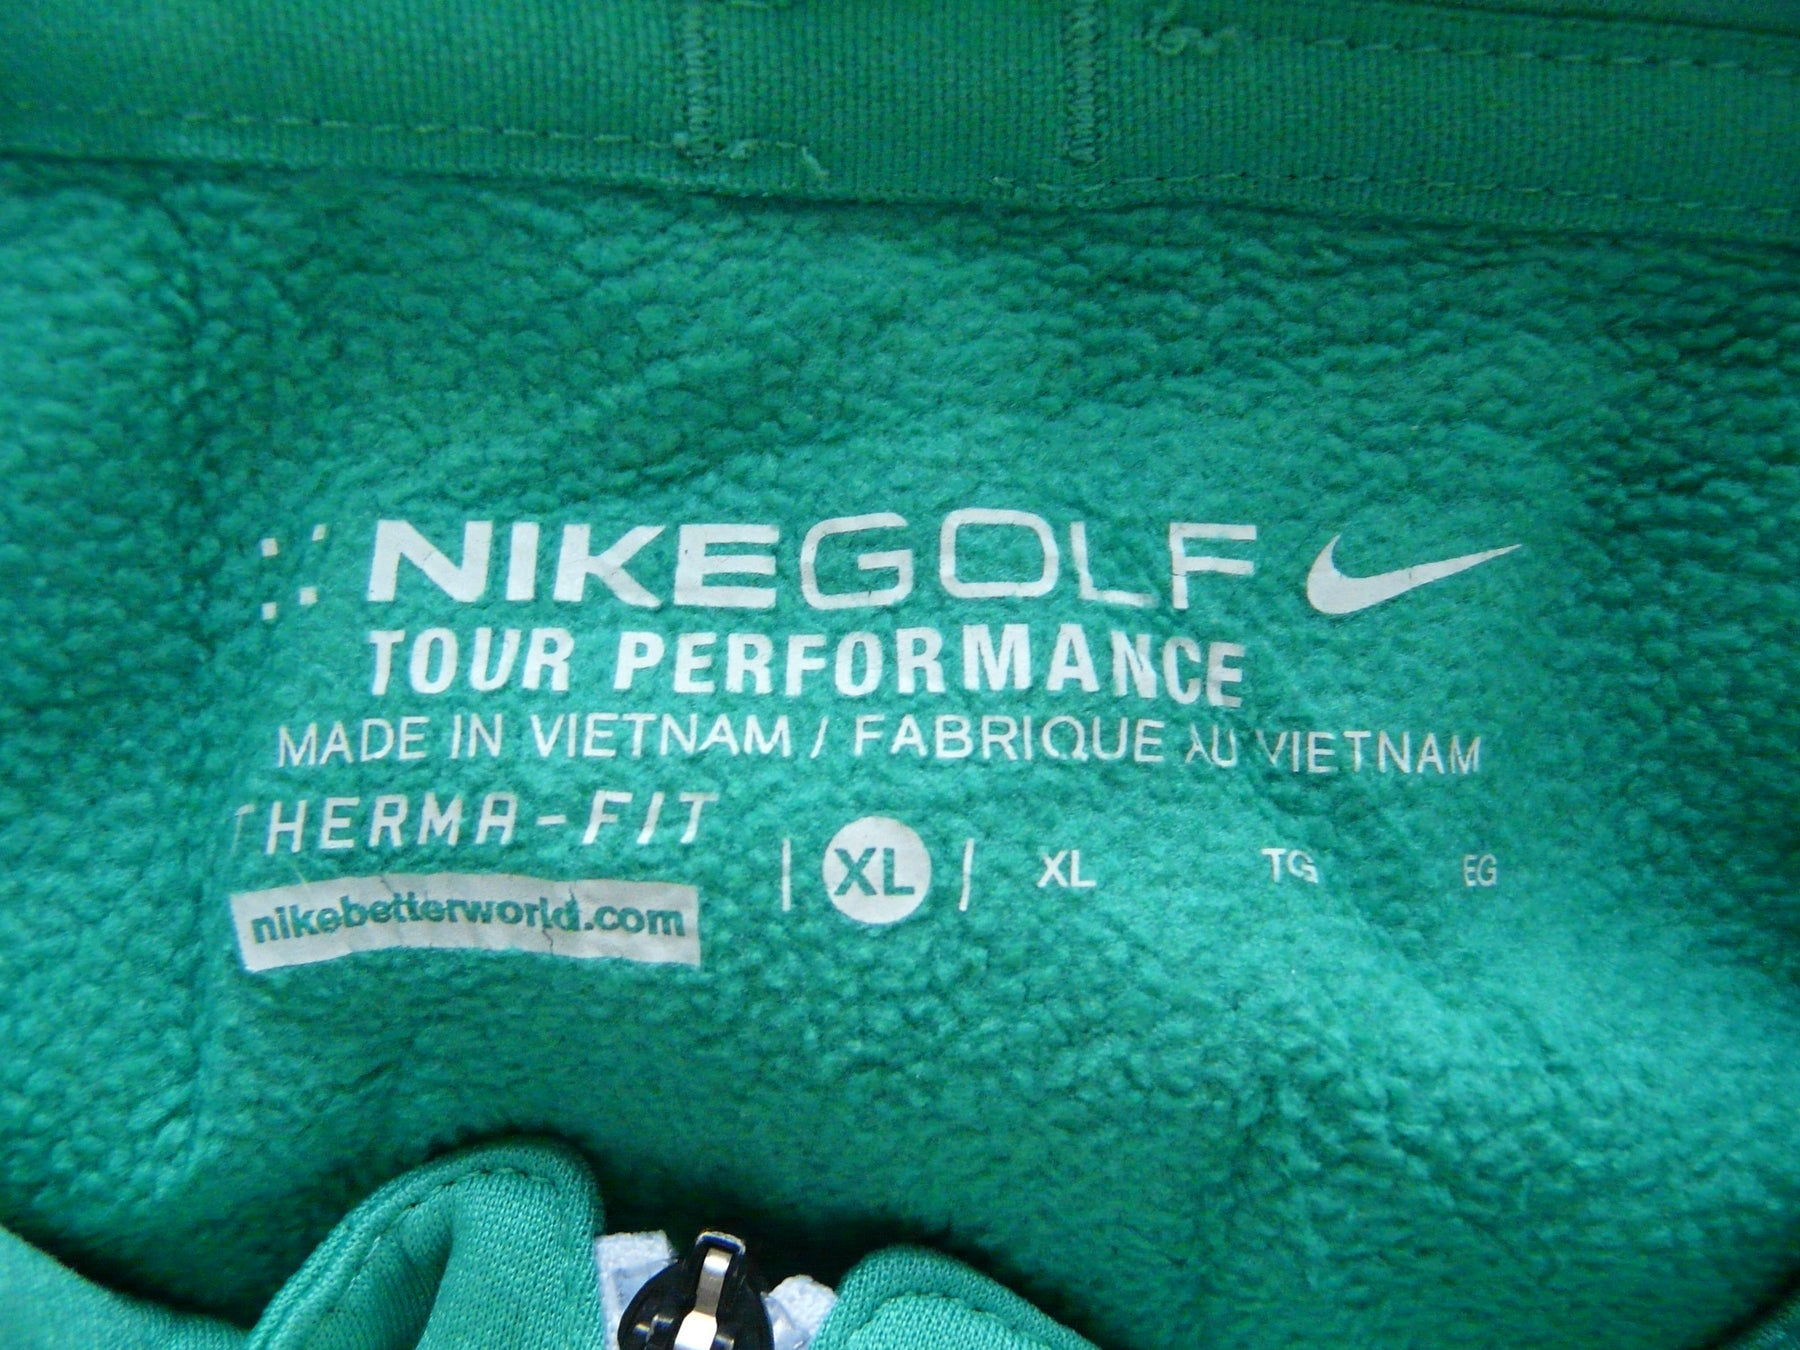 NIKEGOLF
TOUR PERFORMANCE
MADE IN VIETNAM / FABRIQUE AU VIETNAM
THERMA-FIT
| XL | XL TG EG
nikebetterworld.com